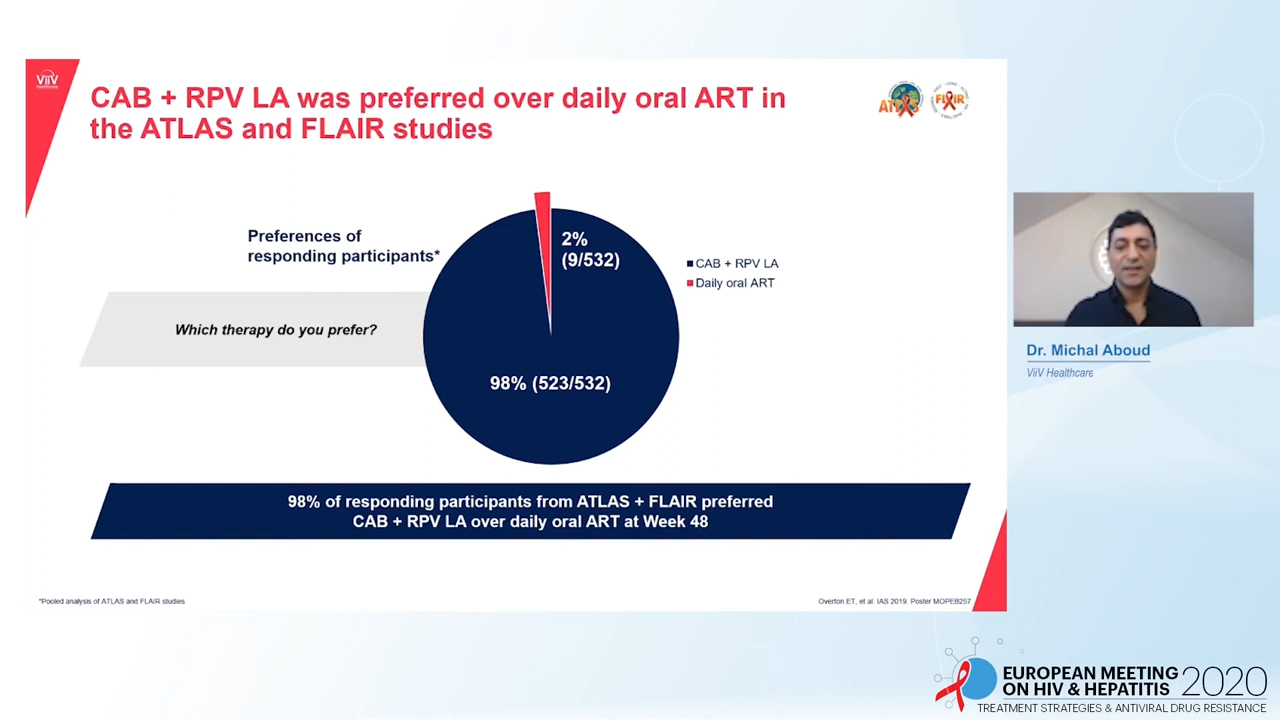 ViiV
CAB + RPV LA was preferred over daily oral ART in
the ATLAS and FLAIR studies
Preferences of
responding participants*
Which therapy do you prefer?
2%
(9/532)
98% (523/532)
CAB + RPV LA
Daily oral ART
98% of responding participants from ATLAS + FLAIR preferred
CAB + RPV LA over daily oral ART at Week 48
*Pooled analysis of ATLAS and FLAIR studies
Overton ET, et al. IAS 2019. Poster MOPEB257
Dr. Michal Aboud
ViiV Healthcare
EUROPEAN MEETING
ON HIV & HEPATITIS 2020
TREATMENT STRATEGIES & ANTIVIRAL DRUG RESISTANCE